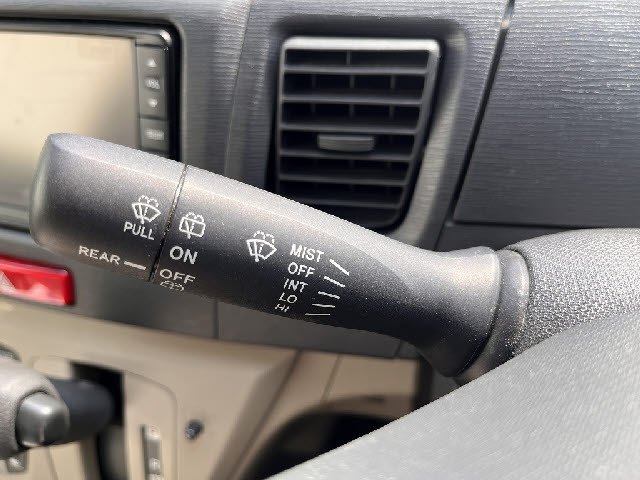 PULL
REAR
ON
OFF
MIST
OFF
INT
LO
HI